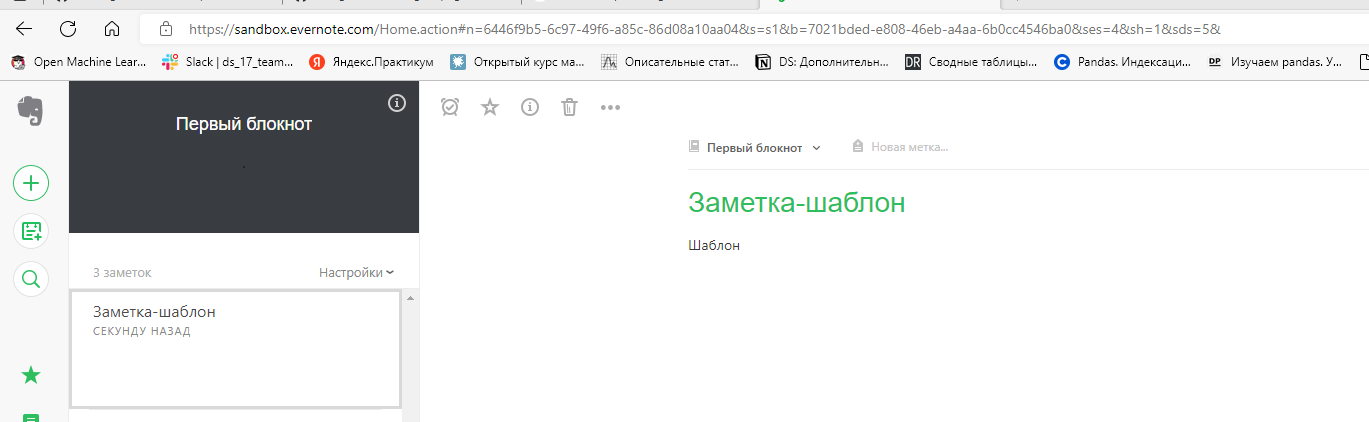 https://sandbox.evernote.com/Home.action#n=6446f9b5-6c97-49f6-a85c-86d08a10aa04&s=s1&b=7021bded-e808-46eb-a4aa-6b0cc4546ba0&ses=4&sh=1&sds=5&
Open Machine Lear... Slack | ds_17_team... Яндекс.Практикум Открытый курс ма... Описательные стат... DS: Дополнительн... DR Сводные таблицы... C Pandas. Индексаци... DP Изучаем pandas. У...
Первый блокнот
3 заметок
Настройки
Заметка-шаблон
СЕКУНДУ НАЗАД
Первый блокнот
Новая метка...
Заметка-шаблон
Шаблон